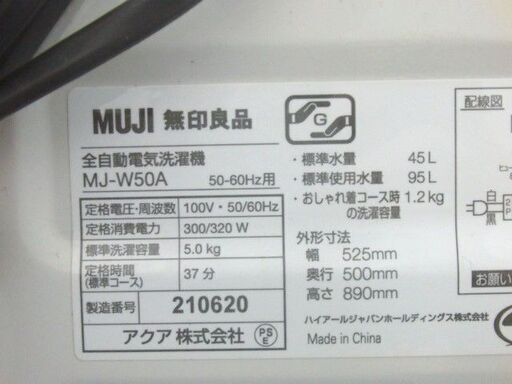 MUJI 無印良品
G
全自動電気洗濯機
MJ-W50A 50-60Hz用
定格電圧・周波数 100V・50/60Hz
定格消費電力 300/320 W
標準洗濯容量 5.0 kg
定格時間
(標準コース) 37 分
製造番号 210620
アクア 株式会社
PS
E
・標準水量 45 L
・標準使用水量 90 L
・おしゃれ着コース時 1.2 kg
の洗濯容量
外形寸法
幅 525mm
奥行 500mm
高さ 890mm
ハイアールジャパンホールディングス株式会社
Made in China
配線図
白
黒
お願い